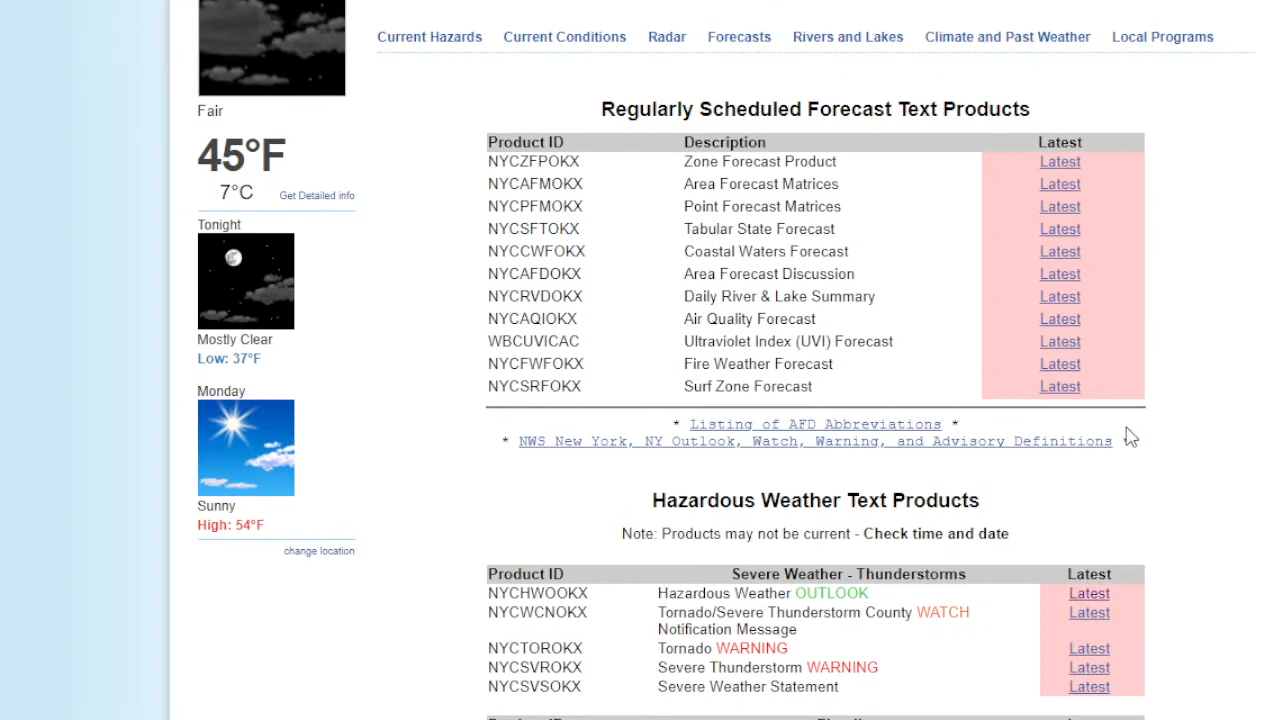 Current Hazards Current Conditions Radar Forecasts Rivers and Lakes Climate and Past Weather Local Programs
Fair
45°F
7°C Get Detailed info
Tonight
Mostly Clear
Low: 37°F
Monday
Sunny
High: 54°F
change location
Regularly Scheduled Forecast Text Products
Product ID Description Latest
NYCZFPOKX Zone Forecast Product Latest
NYCAFMOKX Area Forecast Matrices Latest
NYCPFMOKX Point Forecast Matrices Latest
NYCSFTOKX Tabular State Forecast Latest
NYCCWFOKX Coastal Waters Forecast Latest
NYCAFDOKX Area Forecast Discussion Latest
NYCRVDOKX Daily River & Lake Summary Latest
NYCAQIOKX Air Quality Forecast Latest
WBCUVICAC Ultraviolet Index (UVI) Forecast Latest
NYCFWFOKX Fire Weather Forecast Latest
NYCSRFOKX Surf Zone Forecast Latest
* Listing of AFD Abbreviations *
* NWS New York, NY Outlook, Watch, Warning, and Advisory Definitions *
Hazardous Weather Text Products
Note: Products may not be current - Check time and date
Product ID Severe Weather - Thunderstorms Latest
NYCHWOOKX Hazardous Weather OUTLOOK Latest
NYCWCNOKX Tornado/Severe Thunderstorm County WATCH Latest
Notification Message
NYCTOROKX Tornado WARNING Latest
NYCSVROKX Severe Thunderstorm WARNING Latest
NYCSVSOKX Severe Weather Statement Latest